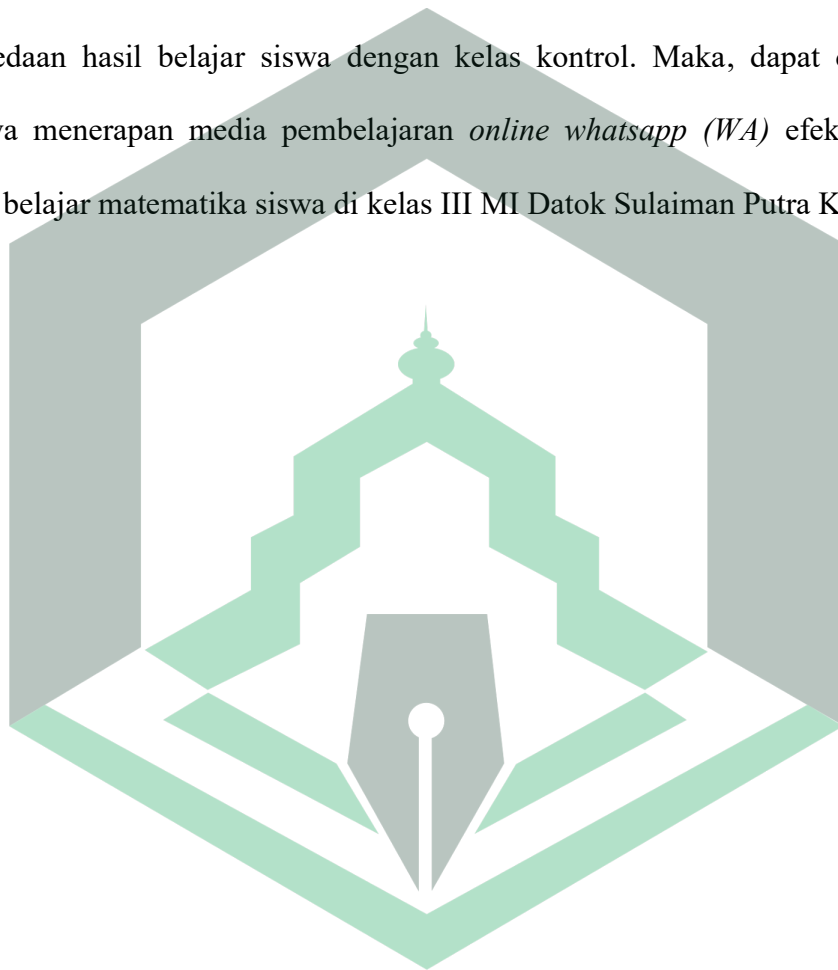 edaan hasil belajar siswa dengan kelas kontrol. Maka, dapat
a menerapan media pembelajaran online whatsapp (WA) efek
belajar matematika siswa di kelas III MI Datok Sulaiman Putra K